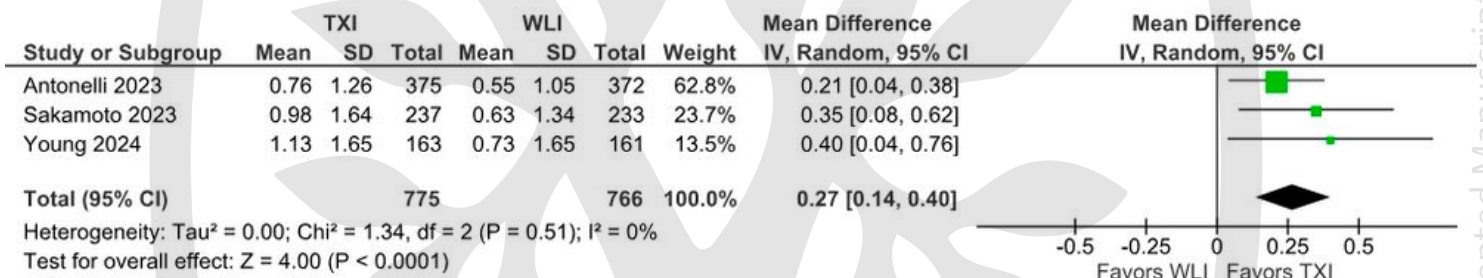 TXI WLI Mean Difference Mean Difference
Study or Subgroup Mean SD Total Mean SD Total Weight IV, Random, 95% CI IV, Random, 95% CI
Antonelli 2023 0.76 1.26 375 0.55 1.05 372 62.8% 0.21 [0.04, 0.38]
Sakamoto 2023 0.98 1.64 237 0.63 1.34 233 23.7% 0.35 [0.08, 0.62]
Young 2024 1.13 1.65 163 0.73 1.65 161 13.5% 0.40 [0.04, 0.76]
Total (95% CI) 775 766 100.0% 0.27 [0.14, 0.40]
Heterogeneity: Tau² = 0.00; Chi² = 1.34, df = 2 (P = 0.51); I² = 0%
Test for overall effect: Z = 4.00 (P < 0.0001)
-0.5 -0.25 0 0.25 0.5
Favors WLI Favors TXI